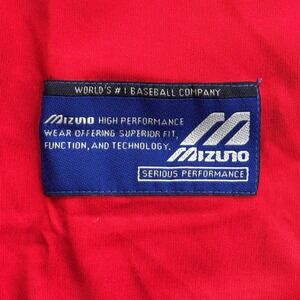 WORLD'S #1 BASEBALL COMPANY
MIZUNO HIGH PERFORMANCE
WEAR OFFERING SUPERIOR FIT,
FUNCTION, AND TECHNOLOGY.
MIZUNO
SERIOUS PERFORMANCE